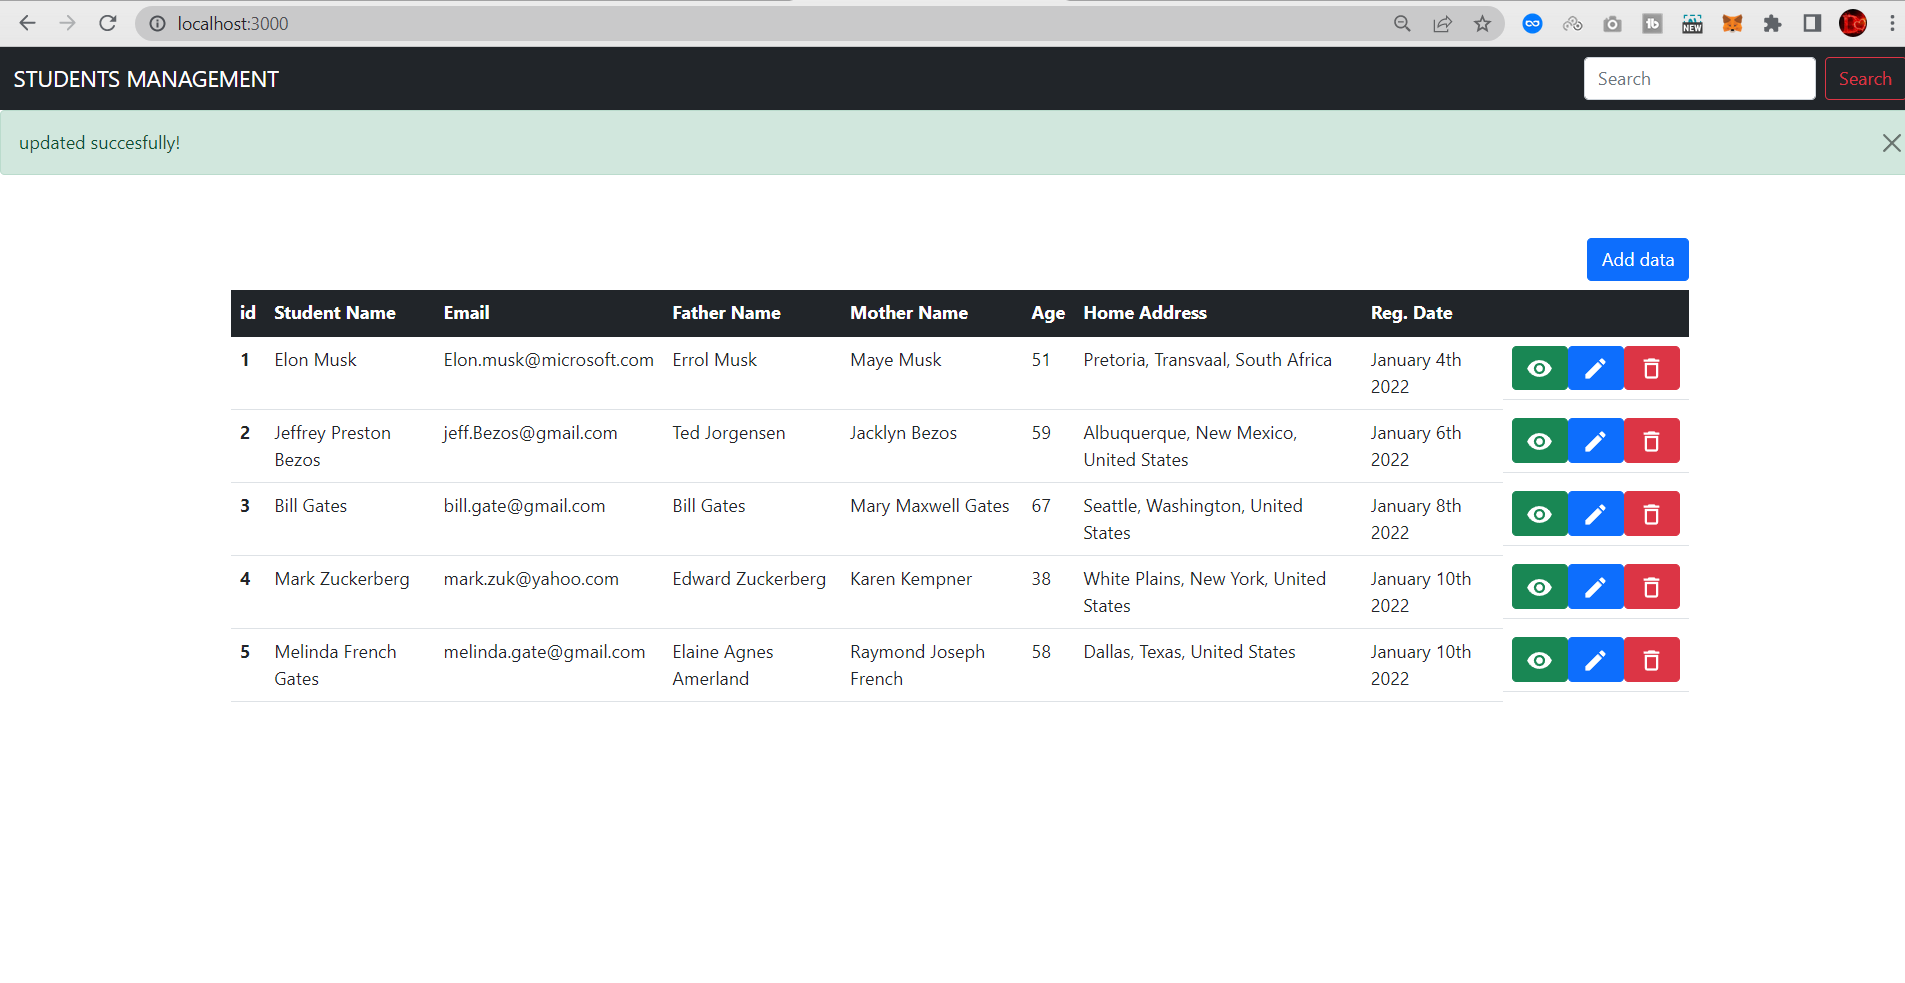 localhost:3000
NEW
STUDENTS MANAGEMENT Search Search
updated succesfully!
Add data
id Student Name Email Father Name Mother Name Age Home Address Reg. Date
1 Elon Musk Elon.musk@microsoft.com Errol Musk Maye Musk 51 Pretoria, Transvaal, South Africa January 4th
2022
2 Jeffrey Preston jeff.Bezos@gmail.com Ted Jorgensen Jacklyn Bezos 59 Albuquerque, New Mexico, January 6th
Bezos United States 2022
3 Bill Gates bill.gate@gmail.com Bill Gates Mary Maxwell Gates 67 Seattle, Washington, United January 8th
States 2022
4 Mark Zuckerberg mark.zuk@yahoo.com Edward Zuckerberg Karen Kempner 38 White Plains, New York, United January 10th
States 2022
5 Melinda French melinda.gate@gmail.com Elaine Agnes Raymond Joseph 58 Dallas, Texas, United States January 10th
Gates Amerland French 2022